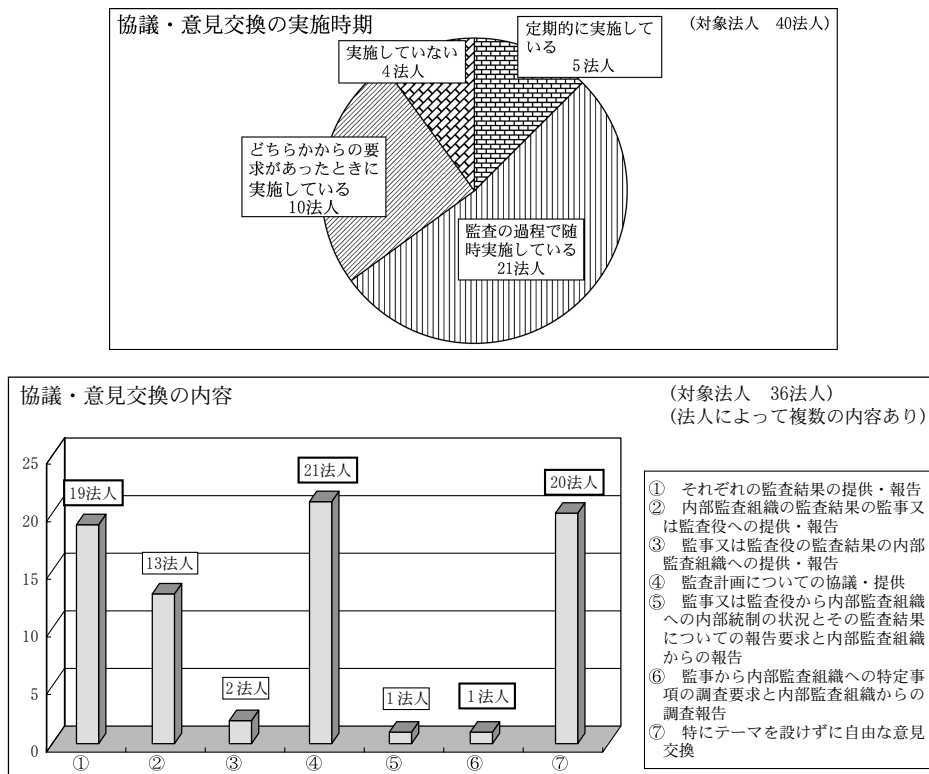 協議・意見交換の実施時期
(対象法人 40法人)
定期的に実施して
いる
5法人
実施していない
4法人
どちらかからの要
求があったときに
実施している
10法人
監査の過程で随
時実施している
21法人
協議・意見交換の内容
(対象法人 36法人)
(法人によって複数の内容あり)
25
20
15
10
5
0
19法人
13法人
2法人
21法人
1法人
1法人
20法人
①
②
③
④
⑤
⑥
⑦
① それぞれの監査結果の提供・報告
② 内部監査組織の監査結果の監事又
は監査役への提供・報告
③ 監事又は監査役の監査結果の内部
監査組織への提供・報告
④ 監査計画についての協議・提供
⑤ 監事又は監査役から内部監査組織
への内部統制の状況とその監査結果
についての報告要求と内部監査組織
からの報告
⑥ 監事から内部監査組織への特定事
項の調査要求と内部監査組織からの
調査報告
⑦ 特にテーマを設けずに自由な意見
交換